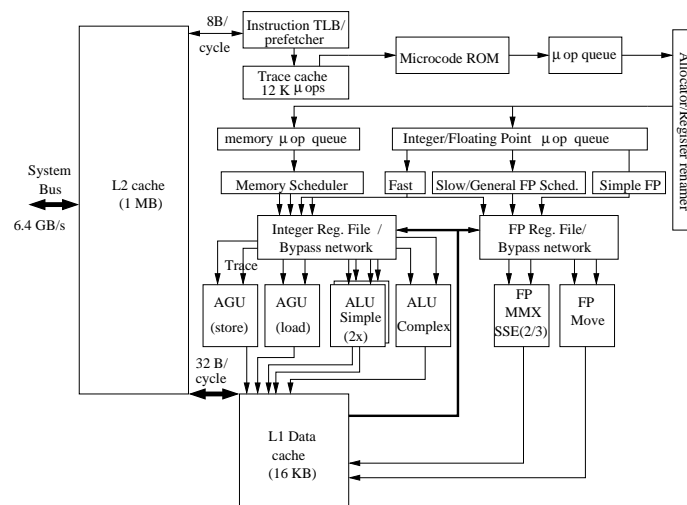 8B/
cycle
Instruction TLB/
prefetcher
Trace cache
12 K μops
Microcode ROM
μ op queue
Allocator/Register renamer
memory μop queue
Integer/Floating Point μop queue
System
Bus
6.4 GB/s
L2 cache
(1 MB)
Memory Scheduler
Fast
Slow/General FP Sched.
Simple FP
Integer Reg. File /
Bypass network
FP Reg. File/
Bypass network
Trace
AGU
(store)
AGU
(load)
ALU
Simple
(2x)
ALU
Complex
FP
MMX
SSE(2/3)
FP
Move
32 B/
cycle
L1 Data
cache
(16 KB)